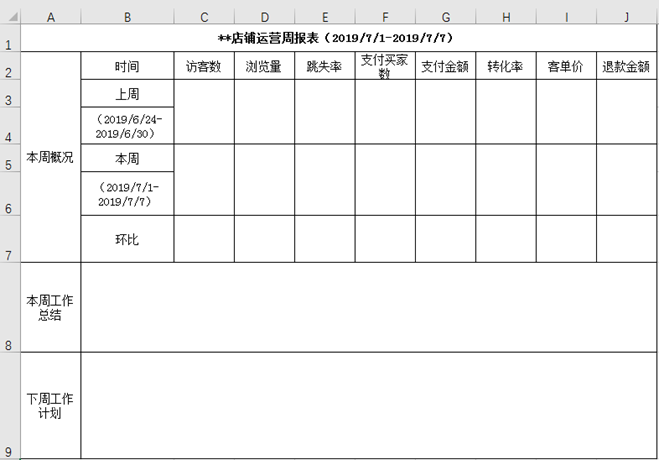 A B C D E F G H I J
1 **店铺运营周报表（2019/7/1-2019/7/7）
2 时间 访客数 浏览量 跳失率 支付买家数 支付金额 转化率 客单价 退款金额
3 上周
4 （2019/6/24-
2019/6/30）
本周概况
5 本周
6 （2019/7/1-
2019/7/7）
7 环比
本周工作
总结
8
下周工作
计划
9